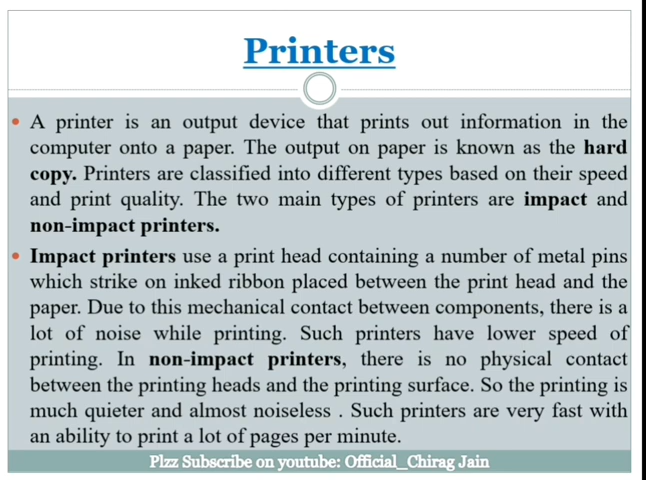 Printers
• A printer is an output device that prints out information in the
computer onto a paper. The output on paper is known as the hard
copy. Printers are classified into different types based on their speed
and print quality. The two main types of printers are impact and
non-impact printers.
• Impact printers use a print head containing a number of metal pins
which strike on inked ribbon placed between the print head and the
paper. Due to this mechanical contact between components, there is a
lot of noise while printing. Such printers have lower speed of
printing. In non-impact printers, there is no physical contact
between the printing heads and the printing surface. So the printing is
much quieter and almost noiseless . Such printers are very fast with
an ability to print a lot of pages per minute.
Plzz Subscribe on youtube: Official_Chirag Jain